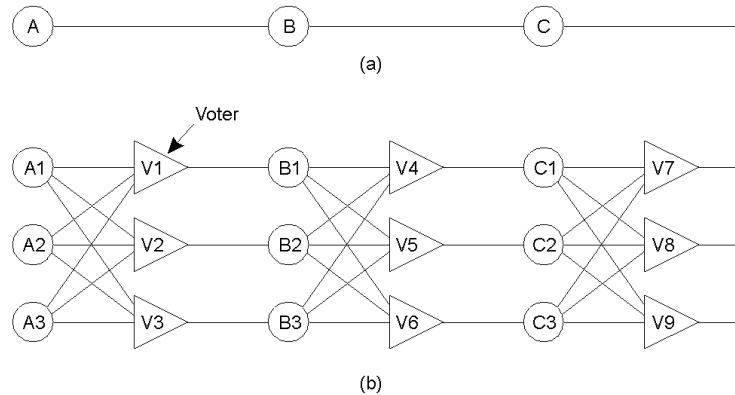 A B C
(a)
Voter
A1 V1 B1 V4 C1 V7
A2 V2 B2 V5 C2 V8
A3 V3 B3 V6 C3 V9
(b)